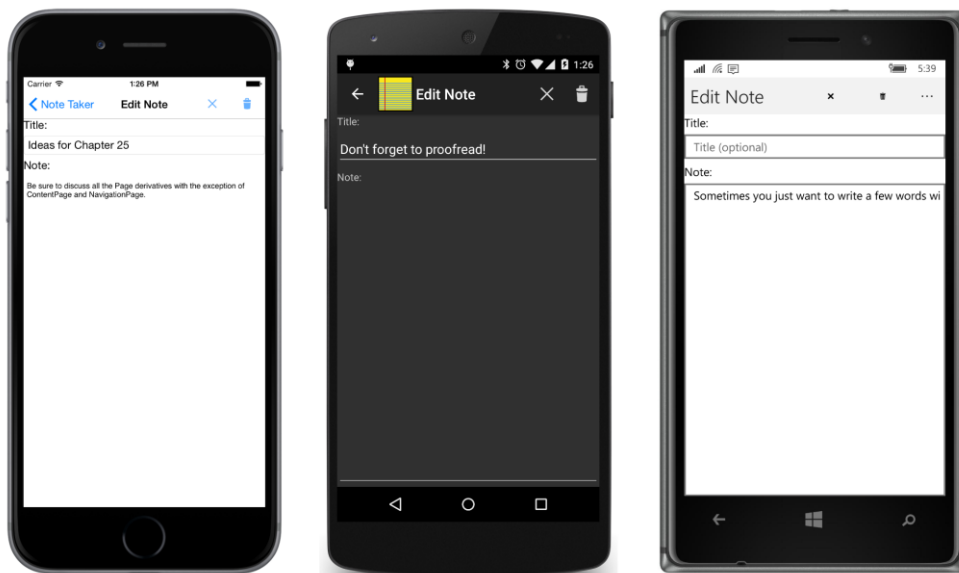 Carrier 1:26 PM
Note Taker Edit Note
Title:
Ideas for Chapter 25
Note:
Be sure to discuss all the Page derivatives with the exception of
ContentPage and NavigationPage.
1:26
Edit Note
Title:
Don't forget to proofread!
Note:
5:39
Edit Note
Title:
Title (optional)
Note:
Sometimes you just want to write a few words wi